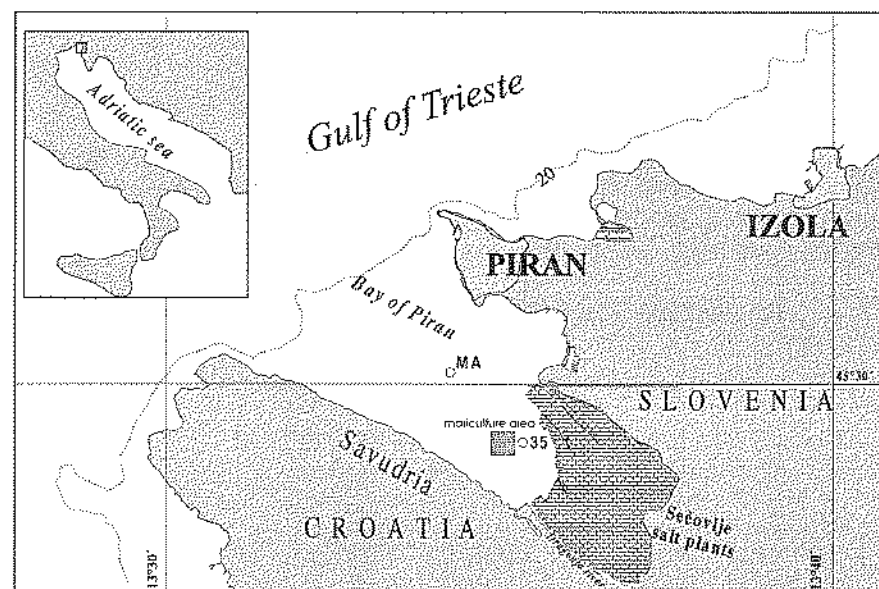 Adriatic sea
Gulf of Trieste
20
IZOLA
PIRAN
Bay of Piran
MA
45°30'
SLOVENIA
mariculture area
35
Savudrija
CROATIA
Sečovlje
salt plants
13°30'
13°40'